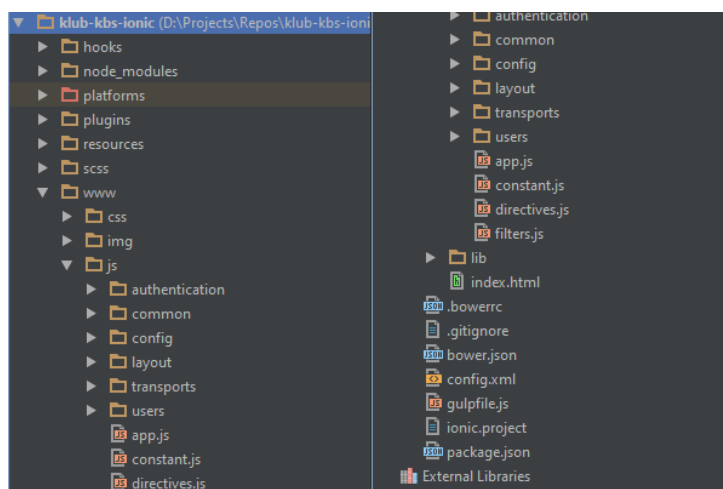 klub-kbs-ionic (D:\Projects\Repos\klub-kbs-ioni
hooks
node_modules
platforms
plugins
resources
scss
www
css
img
js
authentication
common
config
layout
transports
users
app.js
constant.js
directives.js
authentication
common
config
layout
transports
users
app.js
constant.js
directives.js
filters.js
lib
index.html
.bowerrc
.gitignore
bower.json
config.xml
gulpfile.js
ionic.project
package.json
External Libraries